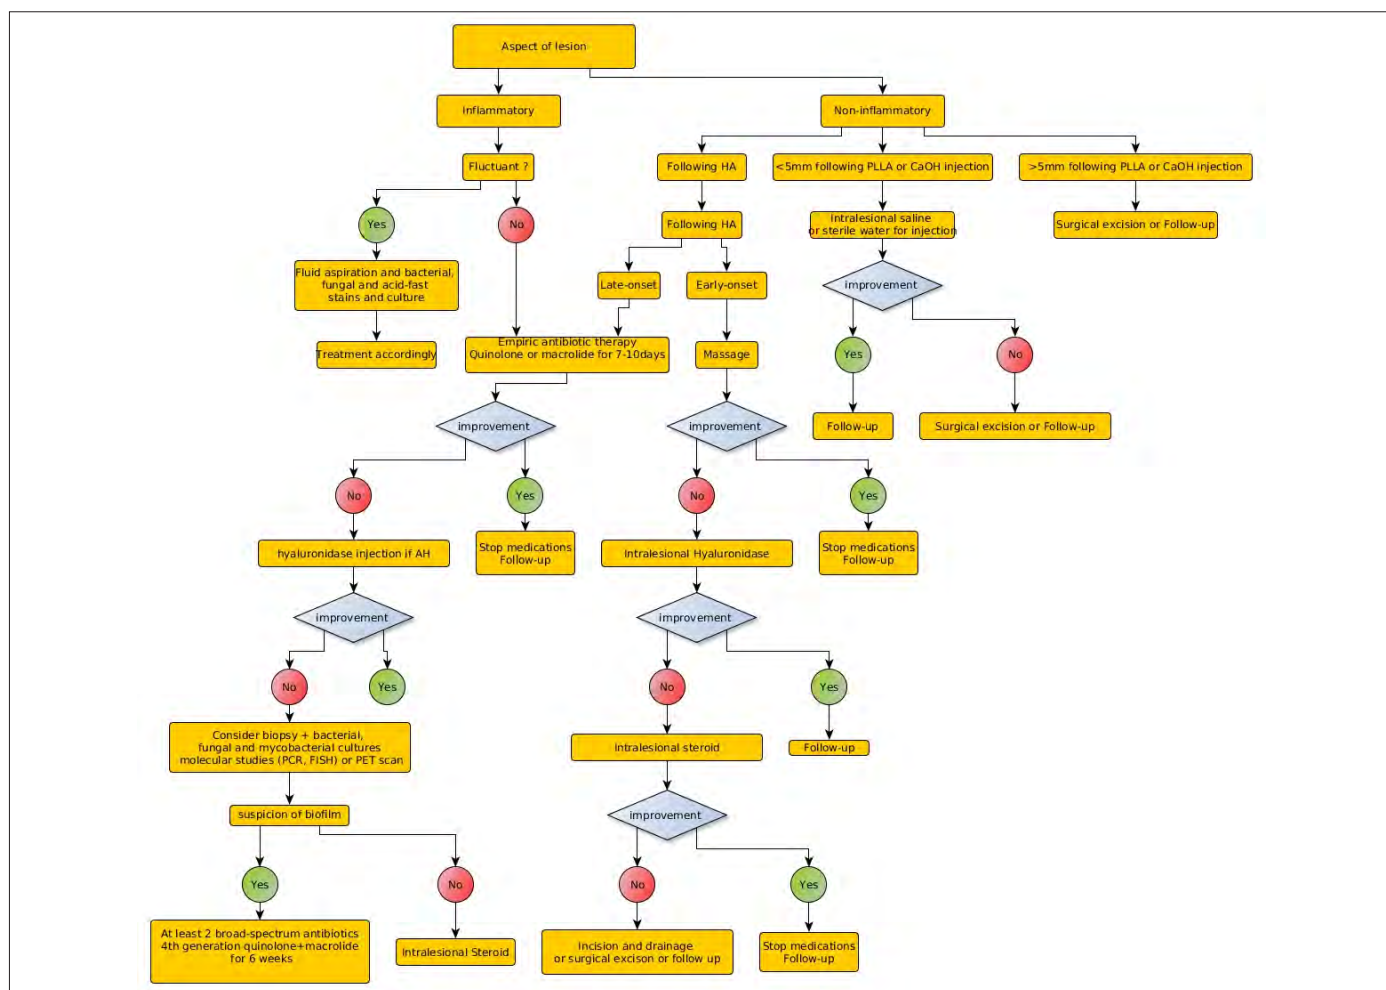 Aspect of lesion
Inflammatory
Non-inflammatory
Fluctuant ?
Following HA
<5mm following PLLA or CaOH injection
>5mm following PLLA or CaOH injection
Yes
No
Following HA
Intralesional saline
or sterile water for injection
Surgical excision or Follow-up
Fluid aspiration and bacterial,
fungal and acid-fast
stains and culture
Late-onset
Early-onset
improvement
Treatment accordingly
Empiric antibiotic therapy
Quinolone or macrolide for 7-10days
Massage
Yes
No
improvement
improvement
Follow-up
Surgical excision or Follow-up
No
Yes
No
Yes
hyaluronidase injection if AH
Stop medications
Follow-up
Intralesional Hyaluronidase
Stop medications
Follow-up
improvement
improvement
No
Yes
No
Yes
Consider biopsy + bacterial,
fungal and mycobacterial cultures
molecular studies (PCR, FISH) or PET scan
Intralesional steroid
Follow-up
suspicion of biofilm
improvement
Yes
No
No
Yes
At least 2 broad-spectrum antibiotics
4th generation quinolone+macrolide
for 6 weeks
Intralesional Steroid
Incision and drainage
or surgical excison or follow up
Stop medications
Follow-up